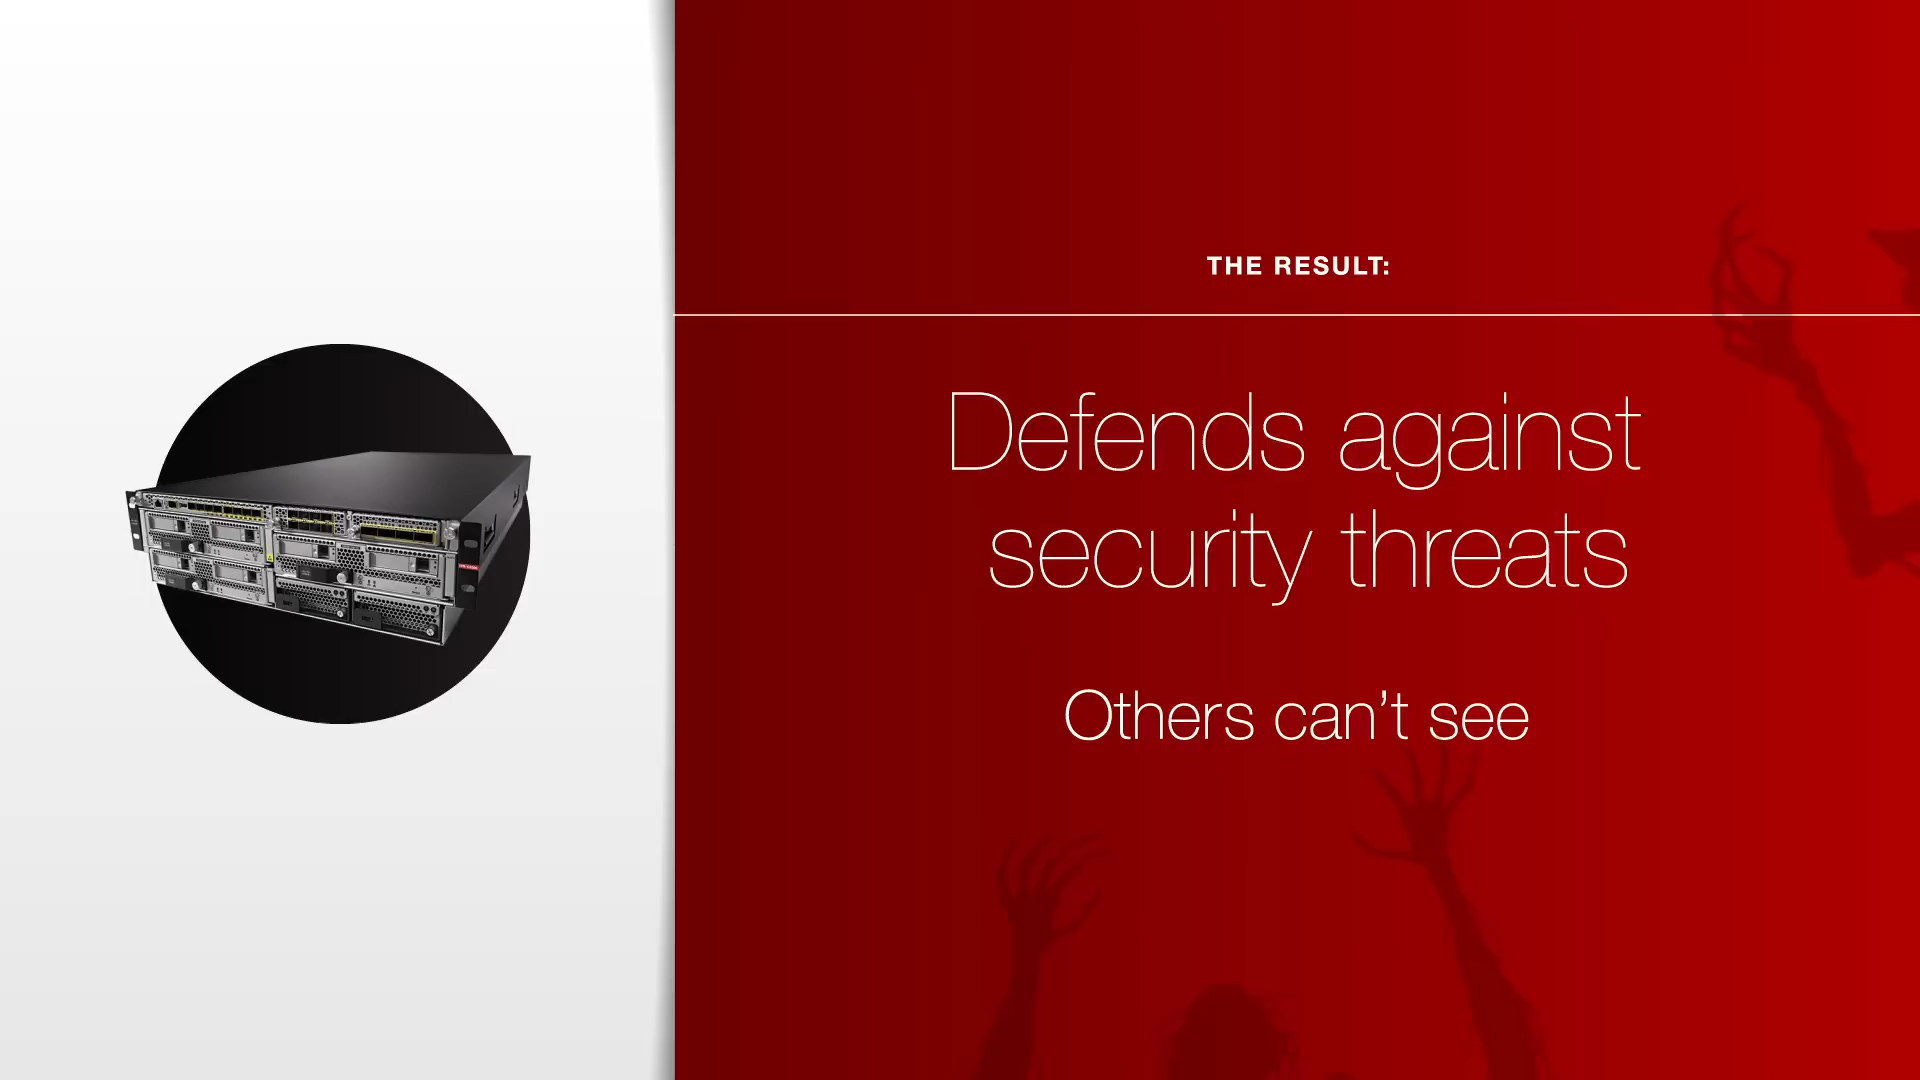 THE RESULT:
Defends against
security threats
Others can’t see